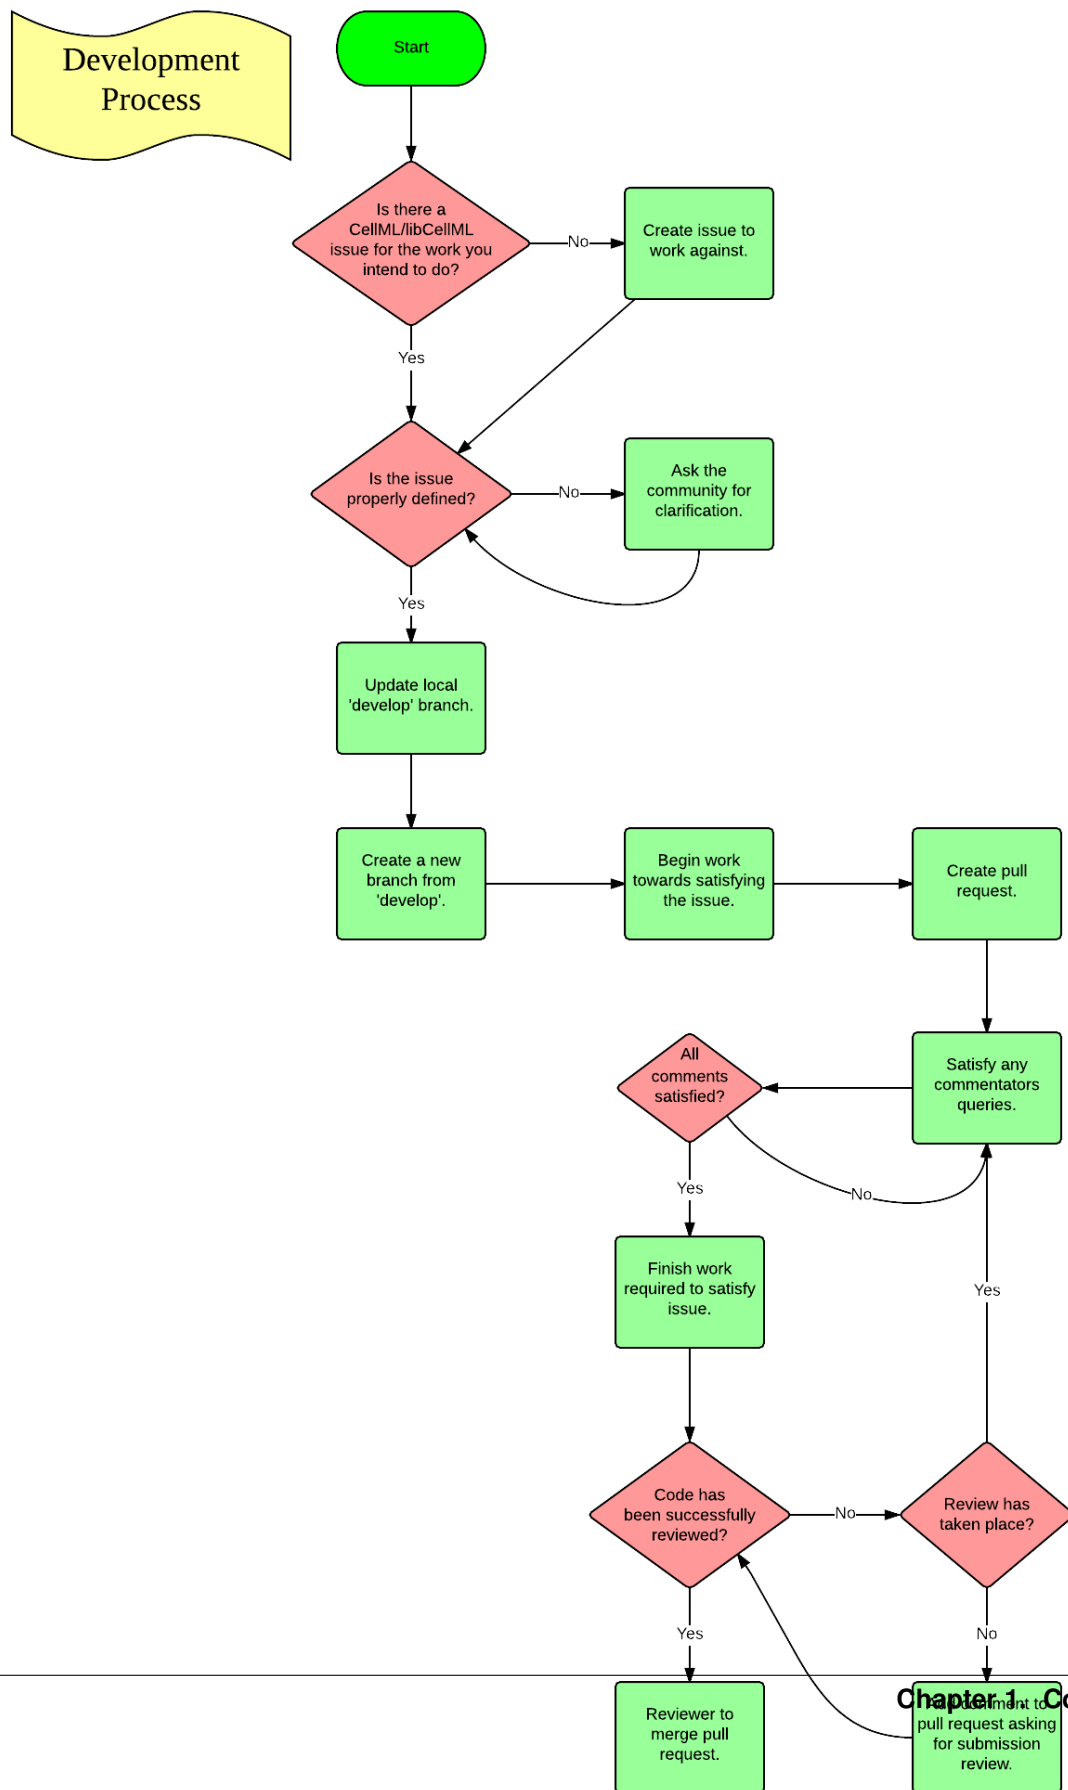 Development
Process
Start
Is there a
CellML/libCellML
issue for the work you
intend to do?
No
Create issue to
work against.
Yes
Is the issue
properly defined?
No
Ask the
community for
clarification.
Yes
Update local
'develop' branch.
Create a new
branch from
'develop'.
Begin work
towards satisfying
the issue.
Create pull
request.
All
comments
satisfied?
Satisfy any
commentators
queries.
Yes
No
Finish work
required to satisfy
issue.
Yes
Code has
been successfully
reviewed?
No
Review has
taken place?
Yes
No
Reviewer to
merge pull
request.
Chapter 1. Co
Add comment to
pull request asking
for submission
review.